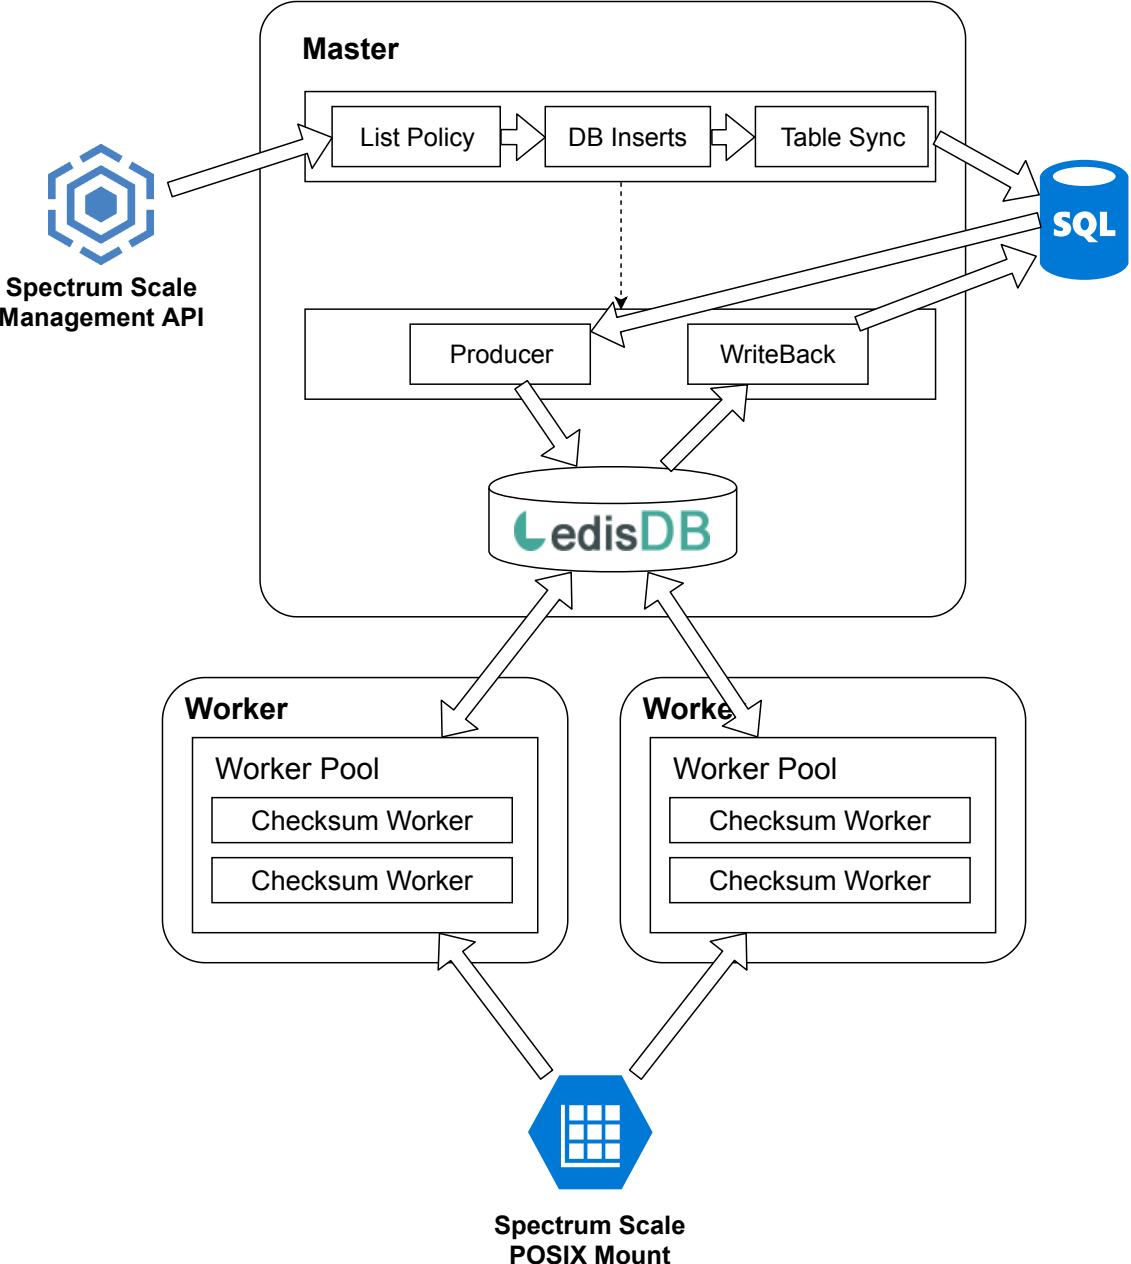 Master
List Policy
DB Inserts
Table Sync
SQL
Spectrum Scale
Management API
Producer
WriteBack
LedisDB
Worker
Worker Pool
Checksum Worker
Checksum Worker
Worke
Worker Pool
Checksum Worker
Checksum Worker
Spectrum Scale
POSIX Mount